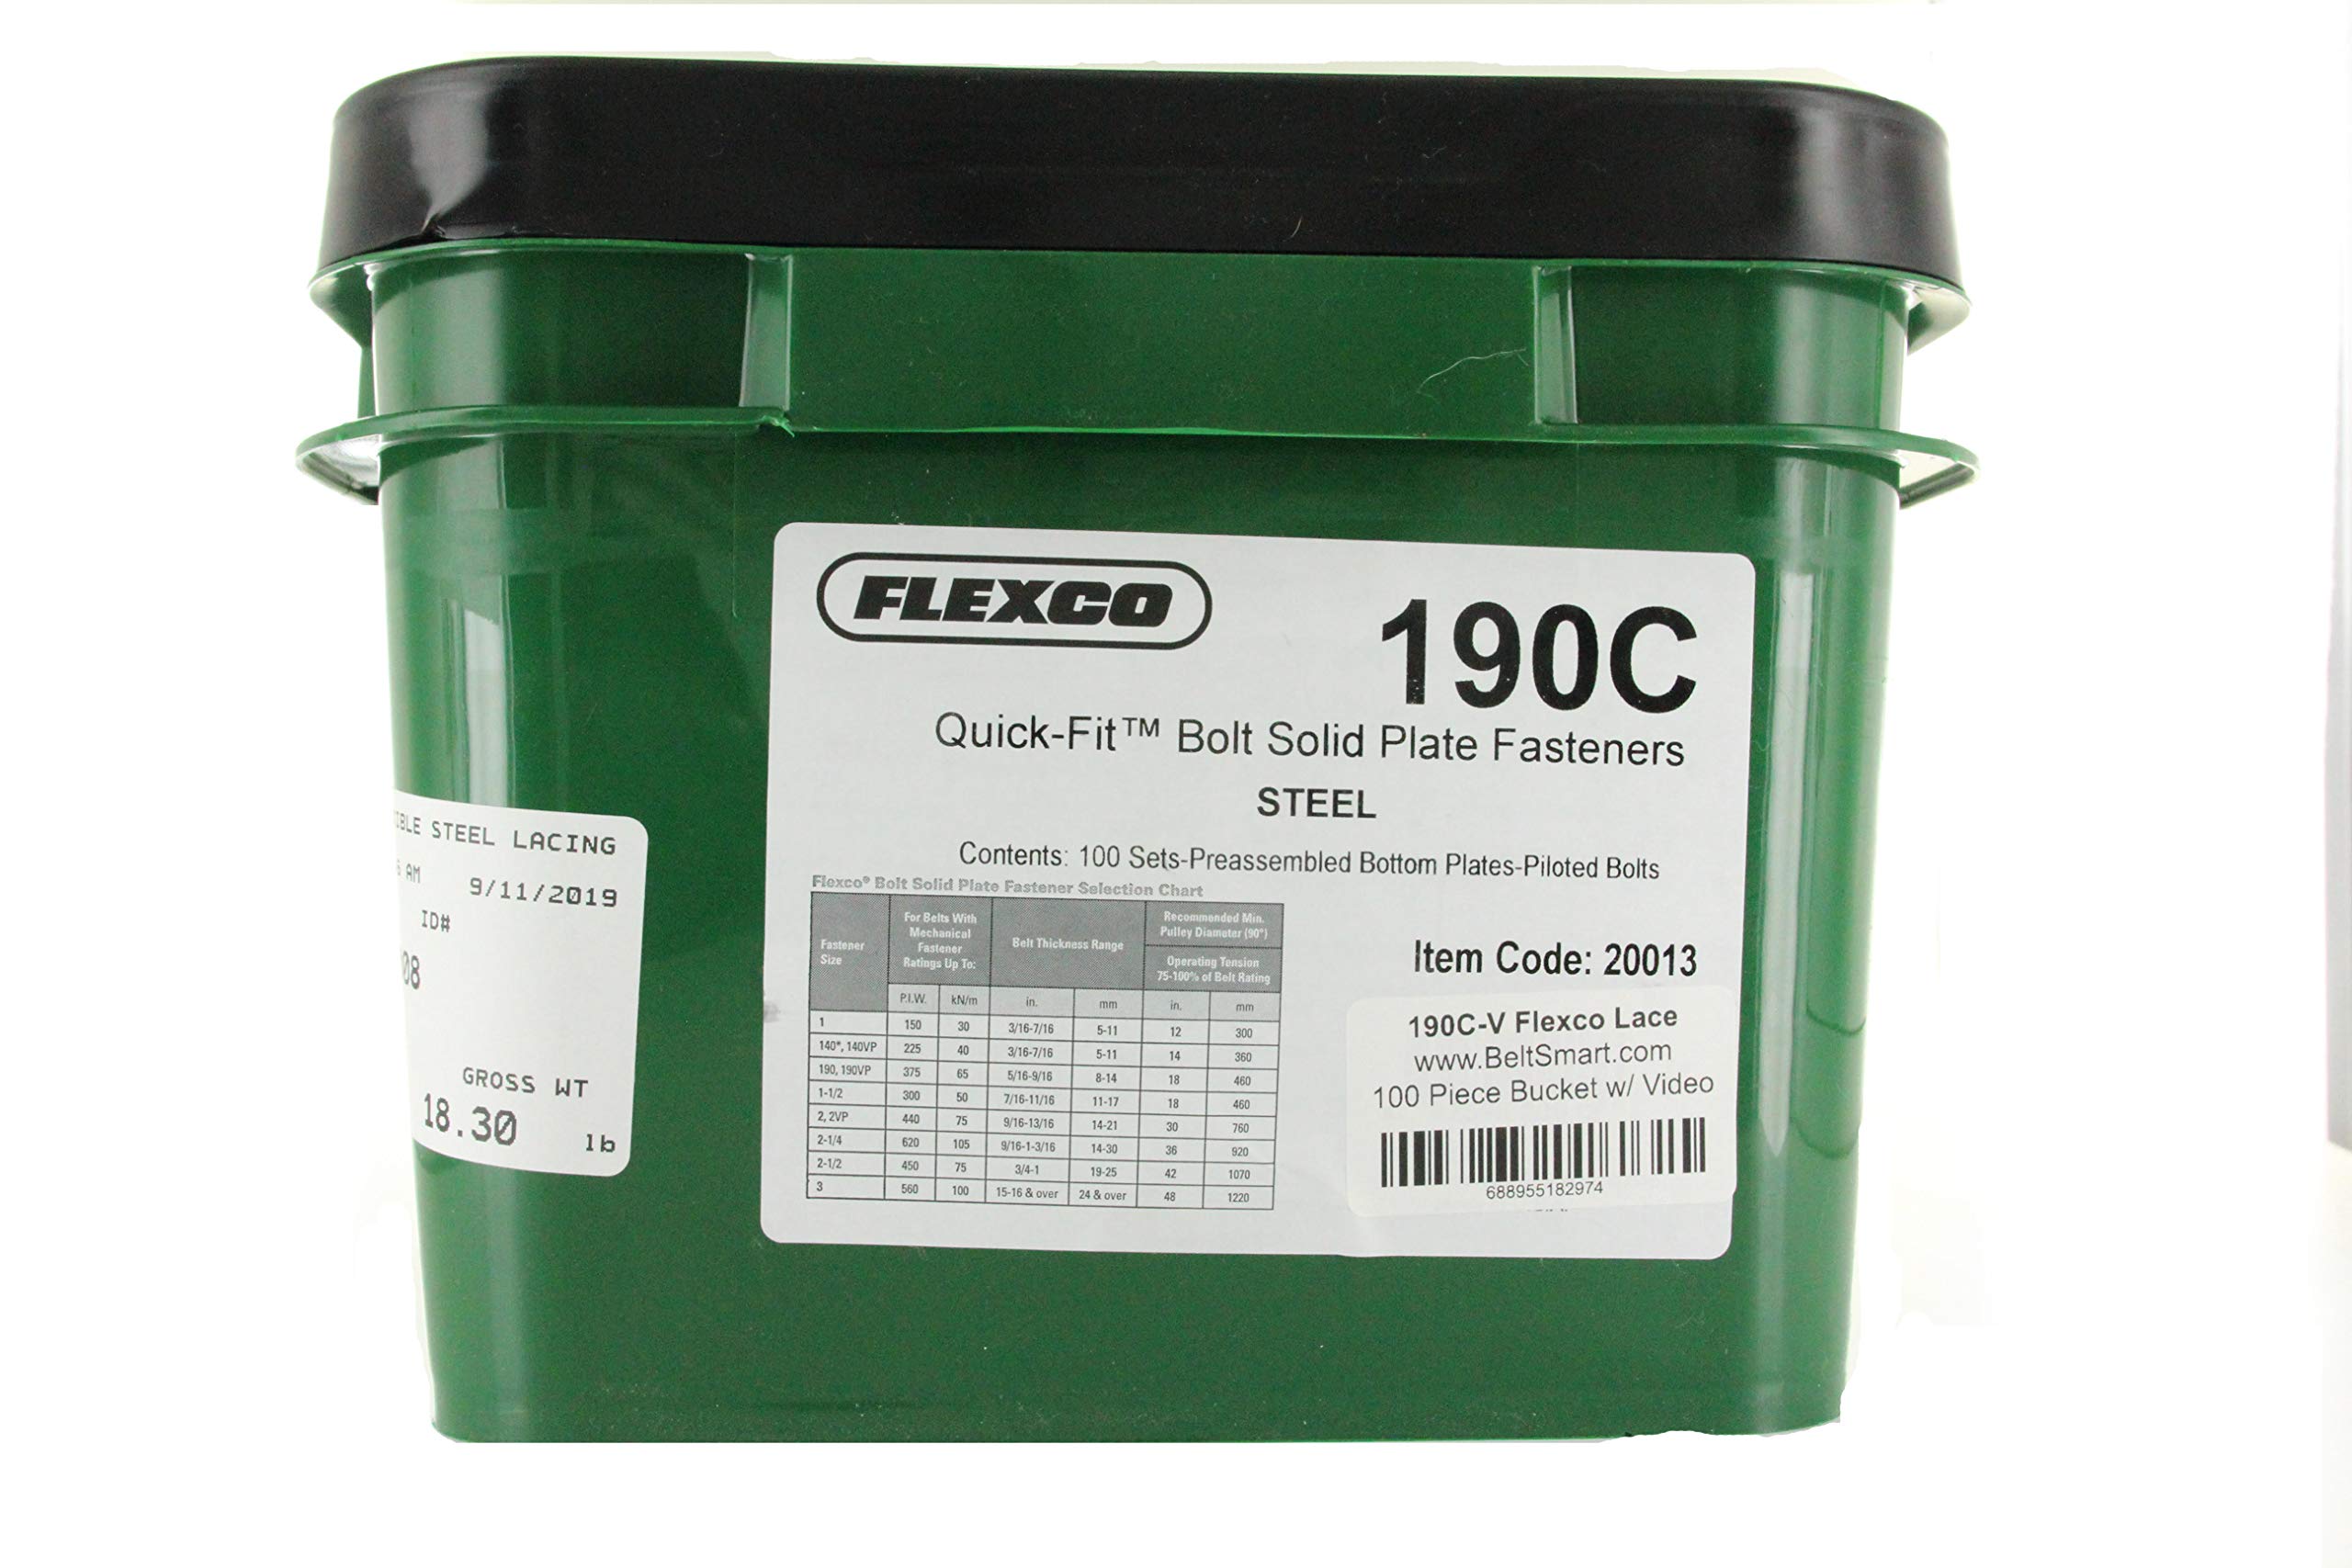 FLEXCO
190C
Quick-Fit™ Bolt Solid Plate Fasteners
STEEL
Contents: 100 Sets-Preassembled Bottom Plates-Piloted Bolts
Flexco® Bolt Solid Plate Fastener Selection Chart
Fastener Size For Belts With Mechanical Fastener Ratings Up To: Belt Thickness Range Recommended Min. Pulley Diameter (90°)
Operating Tension 75-100% of Belt Rating
P.I.W. kN/m in. mm in. mm
1 150 30 3/16-7/16 5-11 12 300
140*, 140VP 225 40 3/16-7/16 5-11 14 360
190, 190VP 375 65 5/16-9/16 8-14 18 460
1-1/2 300 50 7/16-11/16 11-17 18 460
2, 2VP 440 75 9/16-13/16 14-21 30 760
2-1/4 620 105 9/16-1-3/16 14-30 36 920
2-1/2 450 75 3/4-1 19-25 42 1070
3 560 100 15-16 & over 24 & over 48 1220
Item Code: 20013
190C-V Flexco Lace
www.BeltSmart.com
100 Piece Bucket w/ Video
688955182974
STEEL LACING
AM 9/11/2019
ID#
08
GROSS WT
18.30 lb